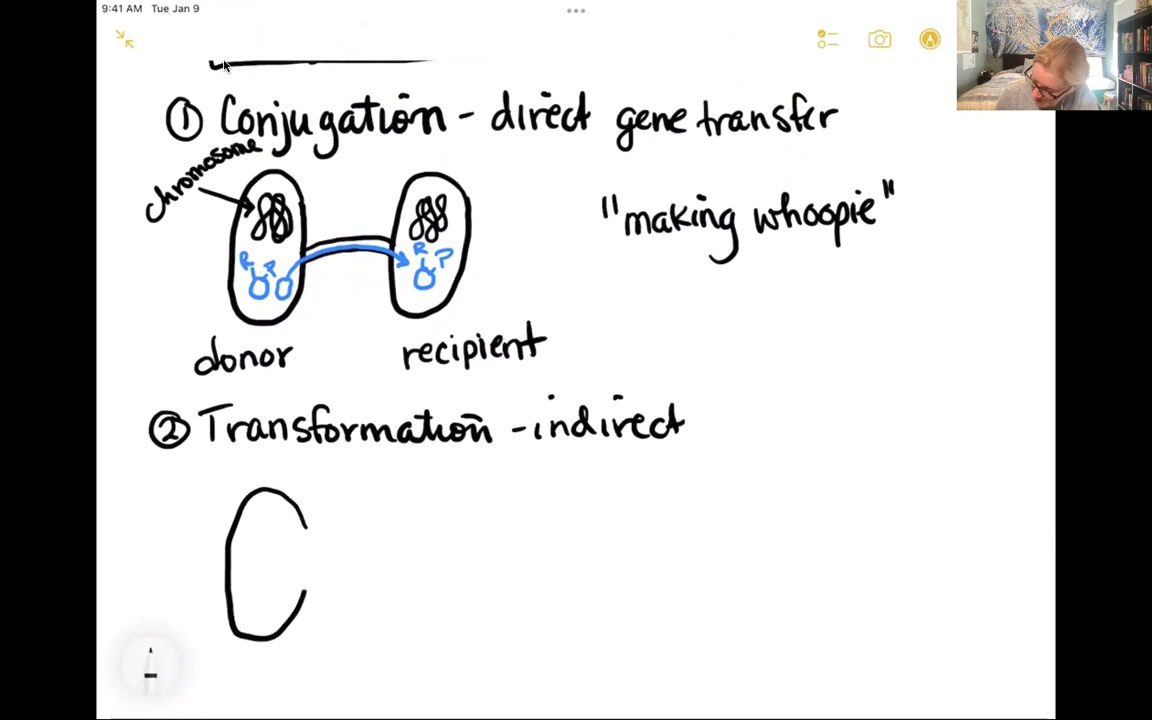 9:41 AM Tue Jan 9
① Conjugation - direct gene transfer
chromosome
"making whoopie"
R R
R P
donor
recipient
② Transformation - indirect